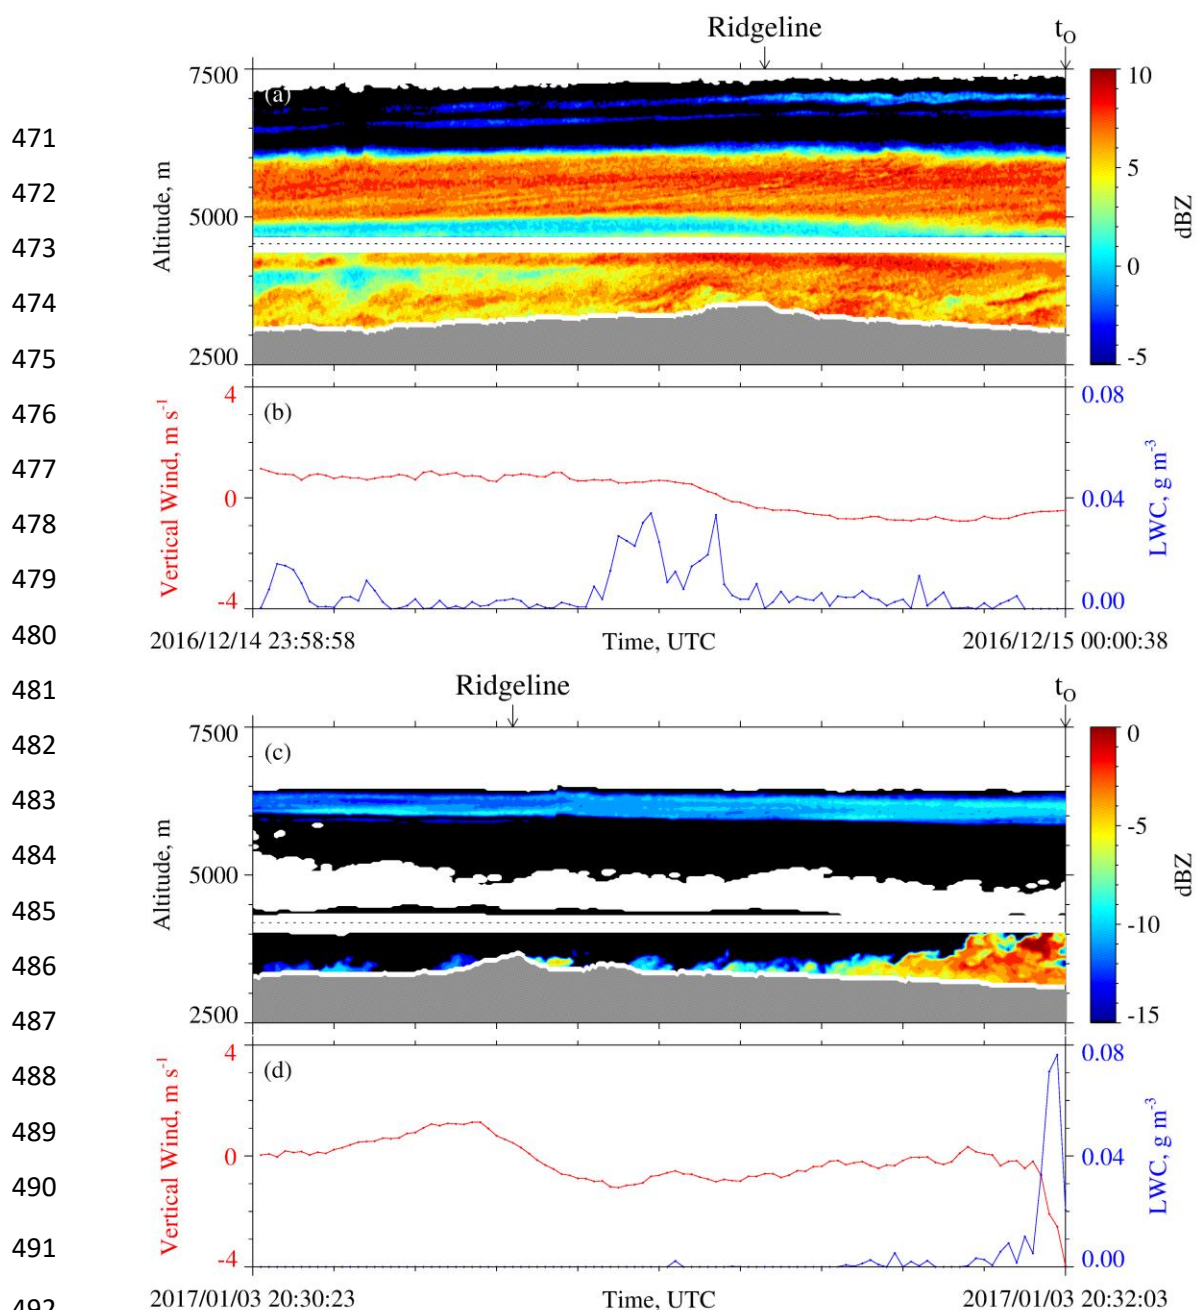 Ridgeline
t_O
7500
(a)
10
471
Altitude, m
5
472
5000
dBZ
473
0
474
475
2500
-5
476
4
(b)
0.08
477
Vertical Wind, m s⁻¹
0
0.04
LWC, g m⁻³
478
479
-4
0.00
480
2016/12/14 23:58:58
Time, UTC
2016/12/15 00:00:38
481
Ridgeline
t_O
482
7500
(c)
0
483
-5
484
Altitude, m
5000
dBZ
485
-10
486
487
2500
-15
488
4
(d)
0.08
489
Vertical Wind, m s⁻¹
0
0.04
LWC, g m⁻³
490
491
-4
0.00
492
2017/01/03 20:30:23
Time, UTC
2017/01/03 20:32:03